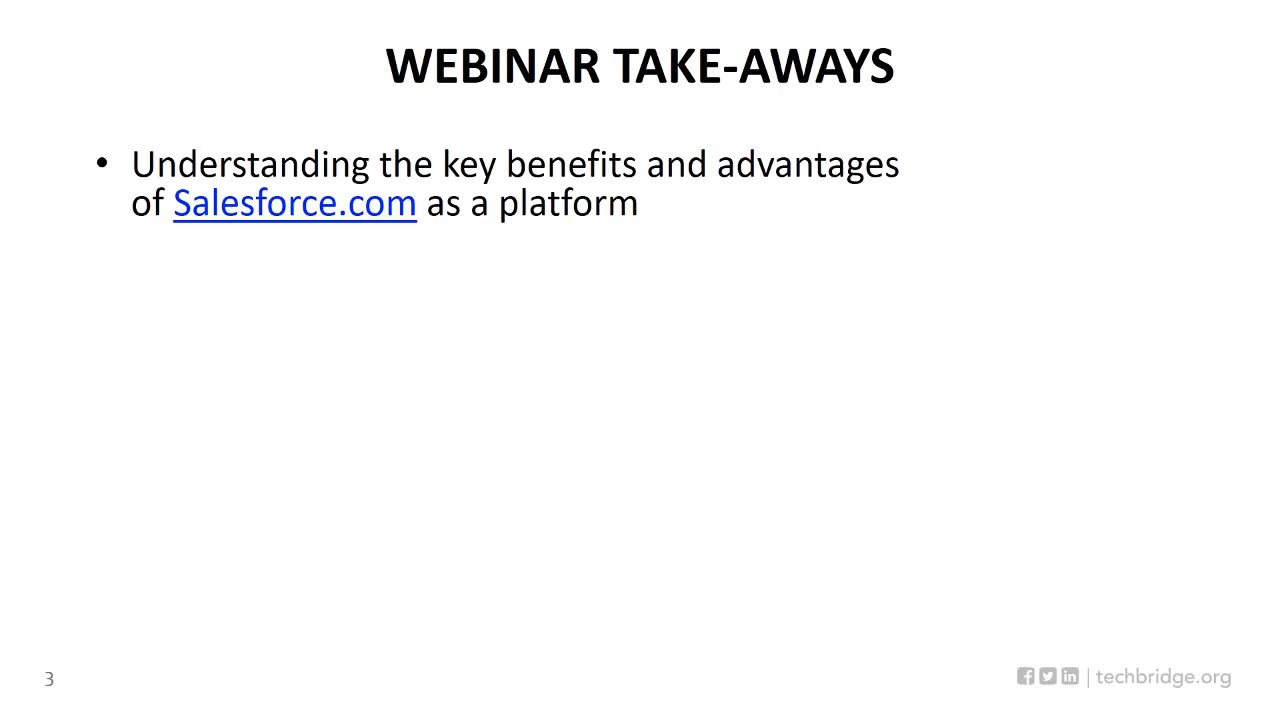 WEBINAR TAKE-AWAYS
• Understanding the key benefits and advantages
of Salesforce.com as a platform
3
| techbridge.org